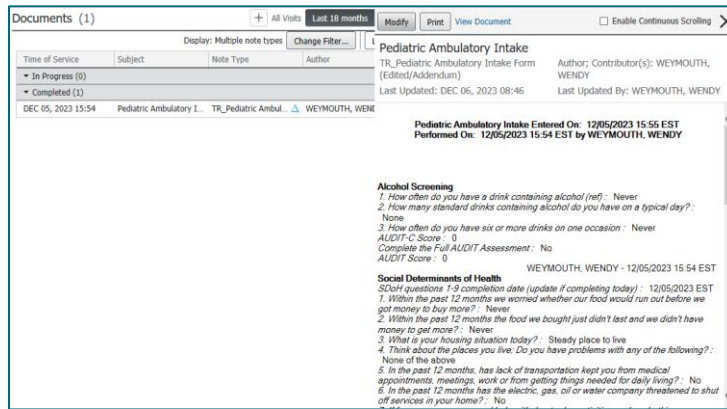 Documents (1)
+ All Visits Last 18 months
Display: Multiple note types Change Filter...
Time of Service Subject Note Type Author
In Progress (0)
Completed (1)
DEC 05, 2023 15:54 Pediatric Ambulatory I... TR_Pediatric Ambul... WEYMOUTH, WEND
Modify Print View Document Enable Continuous Scrolling
Pediatric Ambulatory Intake
TR_Pediatric Ambulatory Intake Form Author; Contributor(s): WEYMOUTH,
(Edited/Addendum) WENDY
Last Updated: DEC 06, 2023 08:46 Last Updated By: WEYMOUTH, WENDY
Pediatric Ambulatory Intake Entered On: 12/05/2023 15:55 EST
Performed On: 12/05/2023 15:54 EST by WEYMOUTH, WENDY
Alcohol Screening
1. How often do you have a drink containing alcohol (ref) : Never
2. How many standard drinks containing alcohol do you have on a typical day? :
None
3. How often do you have six or more drinks on one occasion : Never
AUDIT-C Score : 0
Complete the Full AUDIT Assessment : No
AUDIT Score : 0
WEYMOUTH, WENDY - 12/05/2023 15:54 EST
Social Determinants of Health
SDoH questions 1-9 completion date (update if completing today) : 12/05/2023 EST
1. Within the past 12 months we worried whether our food would run out before we
got money to buy more? : Never
2. Within the past 12 months the food we bought just didn't last and we didn't have
money to get more? : Never
3. What is your housing situation today? : Steady place to live
4. Think about the places you live; Do you have problems with any of the following? :
None of the above
5. In the past 12 months, has lack of transportation kept you from medical
appointments, meetings, work or from getting things needed for daily living? : No
6. In the past 12 months has the electric, gas, oil or water company threatened to shut
off services in your home? : No